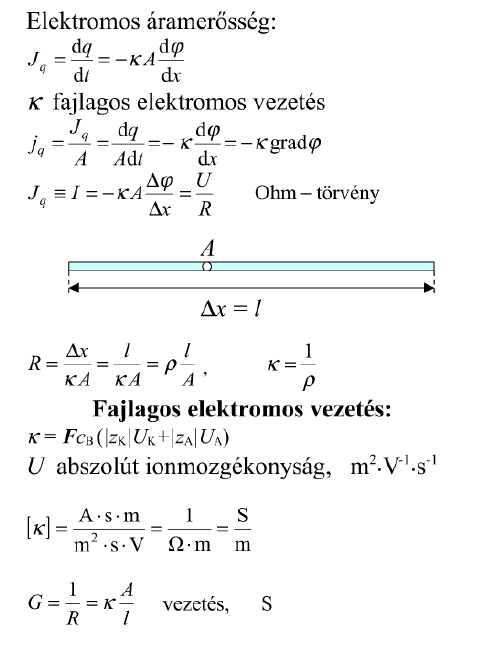 Elektromos áramerősség:
J_q = dq/dt = −κA dφ/dx
κ fajlagos elektromos vezetés
j_q = J_q/A = dq/Adt = − κ dφ/dx = −κ grad φ
J_q ≡ I = −κA Δφ/Δx = U/R Ohm – törvény
A
Δx = l
R = Δx/κA = l/κA = ρ l/A , κ = 1/ρ
Fajlagos elektromos vezetés:
κ = Fc_B(|z_K|U_K+|z_A|U_A)
U abszolút ionmozgékonyság, m²·V⁻¹·s⁻¹
[κ] = A·s·m/m²·s·V = 1/Ω·m = S/m
G = 1/R = κ A/l vezetés, S